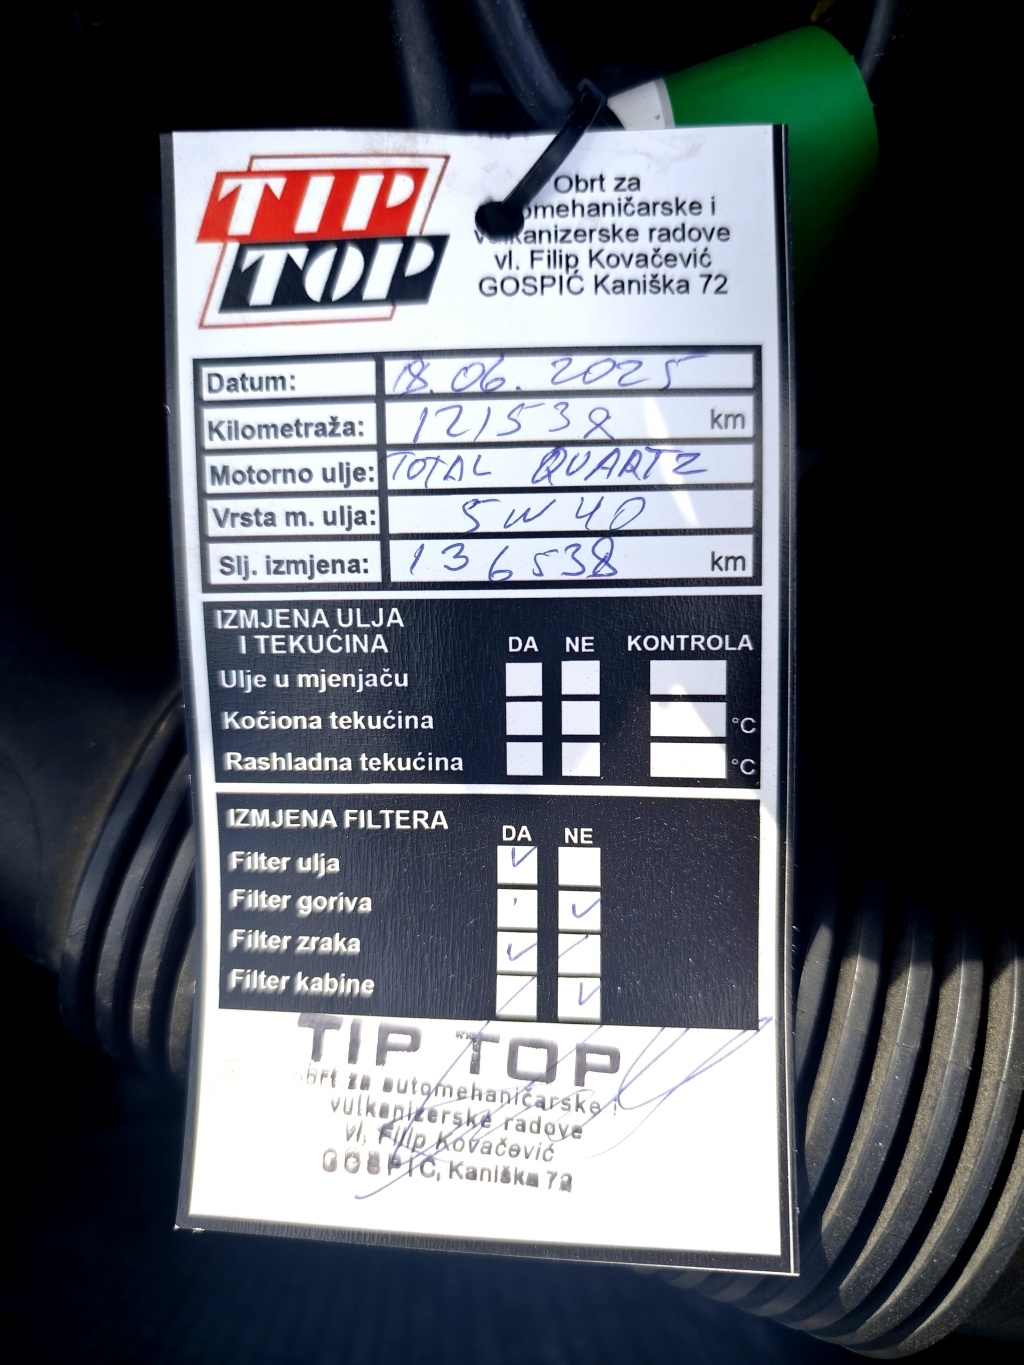 TIP
TOP
Obrt za
automehaničarske i
vulkanizerske radove
vl. Filip Kovačević
GOSPIĆ Kaniška 72
Datum: 18.06.2025
Kilometraža: 121538 km
Motorno ulje: TOTAL QUARTZ
Vrsta m. ulja: 5W40
Slj. izmjena: 136538 km
IZMJENA ULJA
I TEKUĆINA DA NE KONTROLA
Ulje u mjenjaču
Kočiona tekućina °C
Rashladna tekućina °C
IZMJENA FILTERA DA NE
Filter ulja ✓
Filter goriva ✓
Filter zraka ✓
Filter kabine ✓
TIP TOP
obrt za automehaničarske i
vulkanizerske radove
vl. Filip Kovačević
GOSPIĆ, Kaniška 72